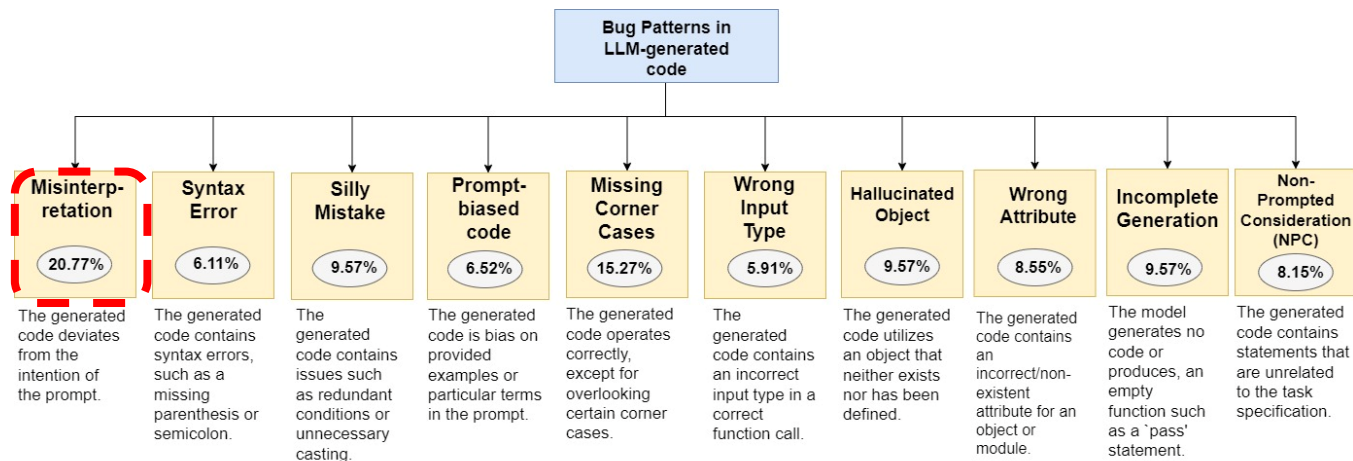 Bug Patterns in
LLM-generated
code
Misinterp-
retation
20.77%
The generated
code deviates
from the
intention of
the prompt.
Syntax
Error
6.11%
The generated
code contains
syntax errors,
such as a
missing
parenthesis or
semicolon.
Silly
Mistake
9.57%
The
generated
code contains
issues such
as redundant
conditions or
unnecessary
casting.
Prompt-
biased
code
6.52%
The generated
code is bias on
provided
examples or
particular terms
in the prompt.
Missing
Corner
Cases
15.27%
The generated
code operates
correctly,
except for
overlooking
certain corner
cases.
Wrong
Input
Type
5.91%
The
generated
code contains
an incorrect
input type in a
correct
function call.
Hallucinated
Object
9.57%
The generated
code utilizes
an object that
neither exists
nor has been
defined.
Wrong
Attribute
8.55%
The generated
code contains
an
incorrect/non-
existent
attribute for an
object or
module.
Incomplete
Generation
9.57%
The model
generates no
code or
produces, an
empty
function such
as a `pass'
statement.
Non-
Prompted
Consideration
(NPC)
8.15%
The generated
code contains
statements that
are unrelated
to the task
specification.